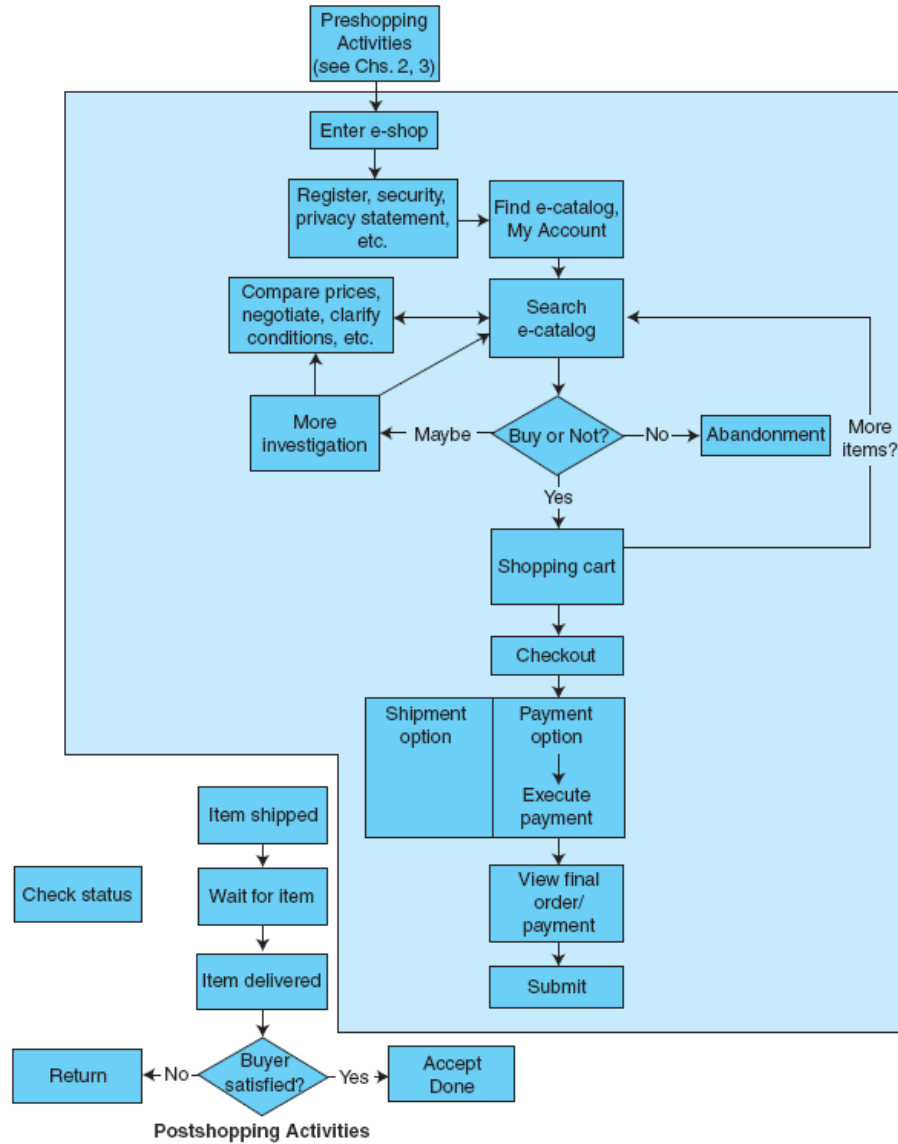 Preshopping
Activities
(see Chs. 2, 3)
Enter e-shop
Register, security,
privacy statement,
etc.
Find e-catalog,
My Account
Compare prices,
negotiate, clarify
conditions, etc.
Search
e-catalog
More
investigation
Maybe
Buy or Not?
No
Abandonment
More
items?
Yes
Shopping cart
Checkout
Shipment
option
Payment
option
Execute
payment
View final
order/
payment
Submit
Item shipped
Check status
Wait for item
Item delivered
Return
No
Buyer
satisfied?
Yes
Accept
Done
Postshopping Activities